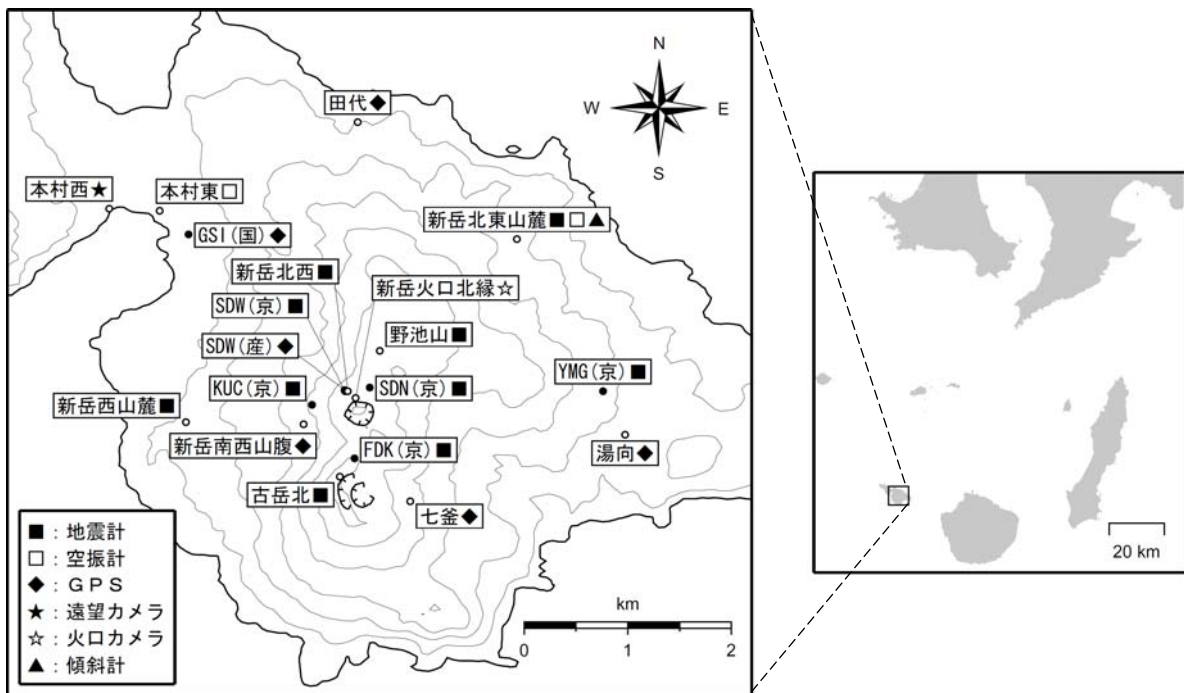 N
W E
S
田代◆
本村西★
本村東□
GSI(国)◆
新岳北東山麓■□▲
新岳北西■
新岳火口北縁☆
SDW(京)■
野池山■
SDW(産)◆
YMG(京)■
KUC(京)■
SDN(京)■
新岳西山麓■
新岳南西山腹◆
FDK(京)■
湯向◆
古岳北■
七釜◆
■：地震計
□：空振計
◆：ＧＰＳ
★：遠望カメラ
☆：火口カメラ
▲：傾斜計
km
0 1 2
20 km